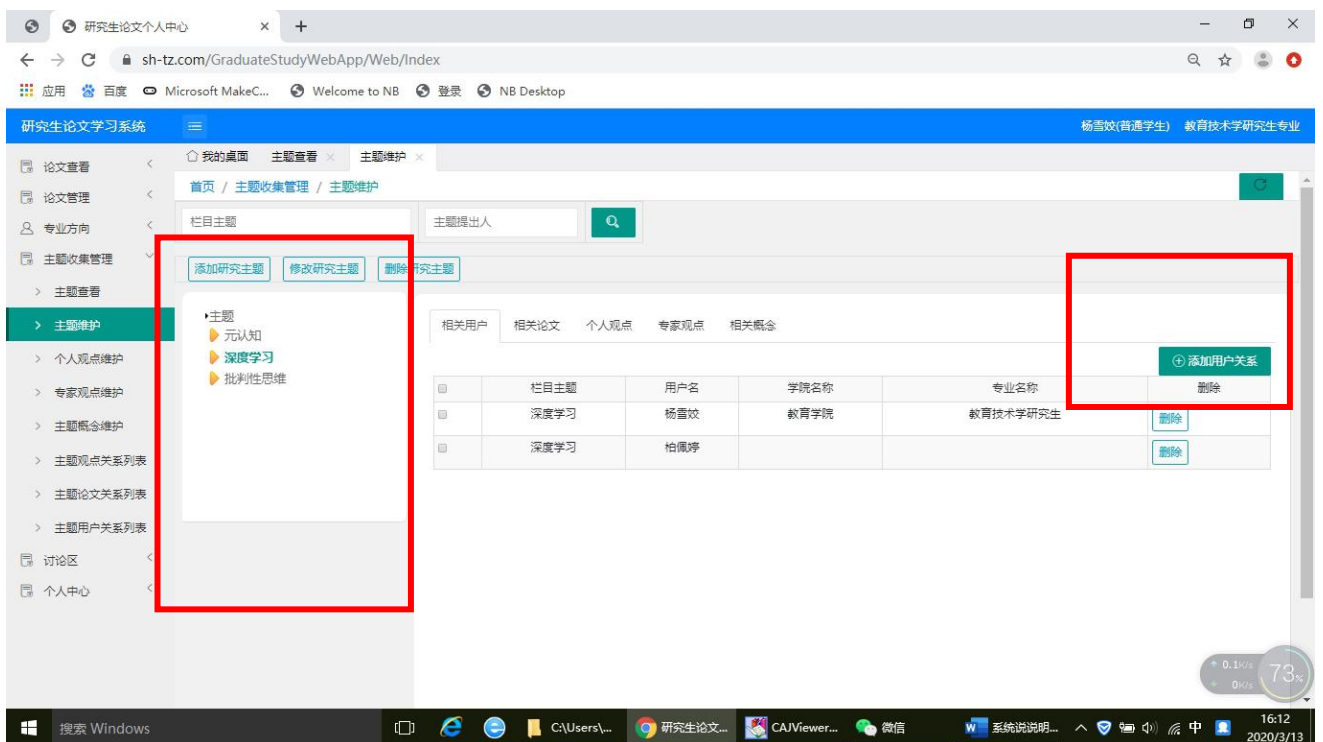 研究生论文个人中心
sh-tz.com/GraduateStudyWebApp/Web/Index
应用 百度 Microsoft MakeC... Welcome to NB 登录 NB Desktop
研究生论文学习系统 杨雪姣(普通学生) 教育技术学研究生专业
论文查看
论文管理
专业方向
主题收集管理
主题查看
主题维护
个人观点维护
专家观点维护
主题概念维护
主题观点关系列表
主题论文关系列表
主题用户关系列表
讨论区
个人中心
我的桌面 主题查看 主题维护
首页 / 主题收集管理 / 主题维护
栏目主题 主题提出人
添加研究主题 修改研究主题 删除研究主题
主题
元认知
深度学习
批判性思维
相关用户 相关论文 个人观点 专家观点 相关概念
添加用户关系
栏目主题 用户名 学院名称 专业名称 删除
深度学习 杨雪姣 教育学院 教育技术学研究生 删除
深度学习 柏佩婷 删除
0.1K/s
0K/s
73%
搜索 Windows C:\Users\... 研究生论文... CAJViewer... 微信 系统说说明... 中 16:12
2020/3/13